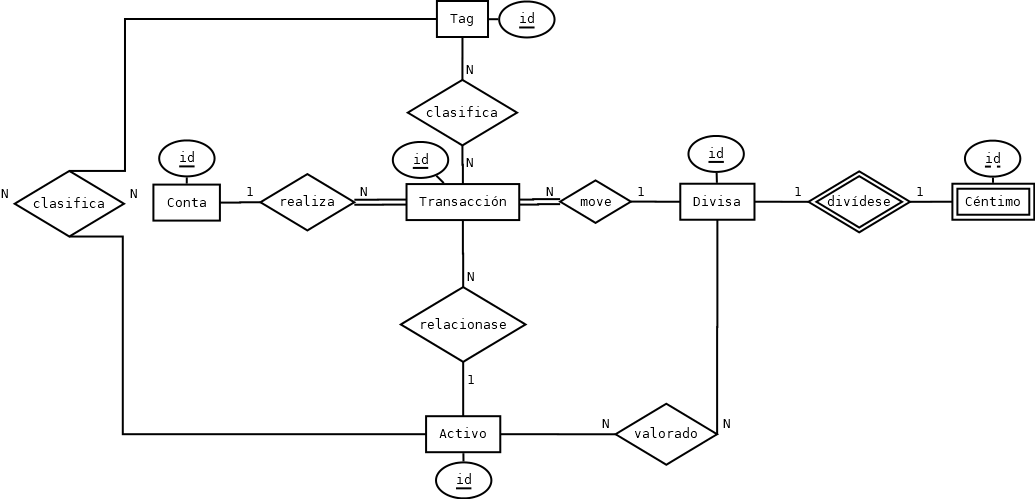 Tag
id
N
clasifica
N
id
id
id
id
N
N
clasifica
Conta
1
realiza
N
Transacción
N
move
1
Divisa
1
divídese
1
Céntimo
N
relacionase
1
N
N
Activo
valorado
id